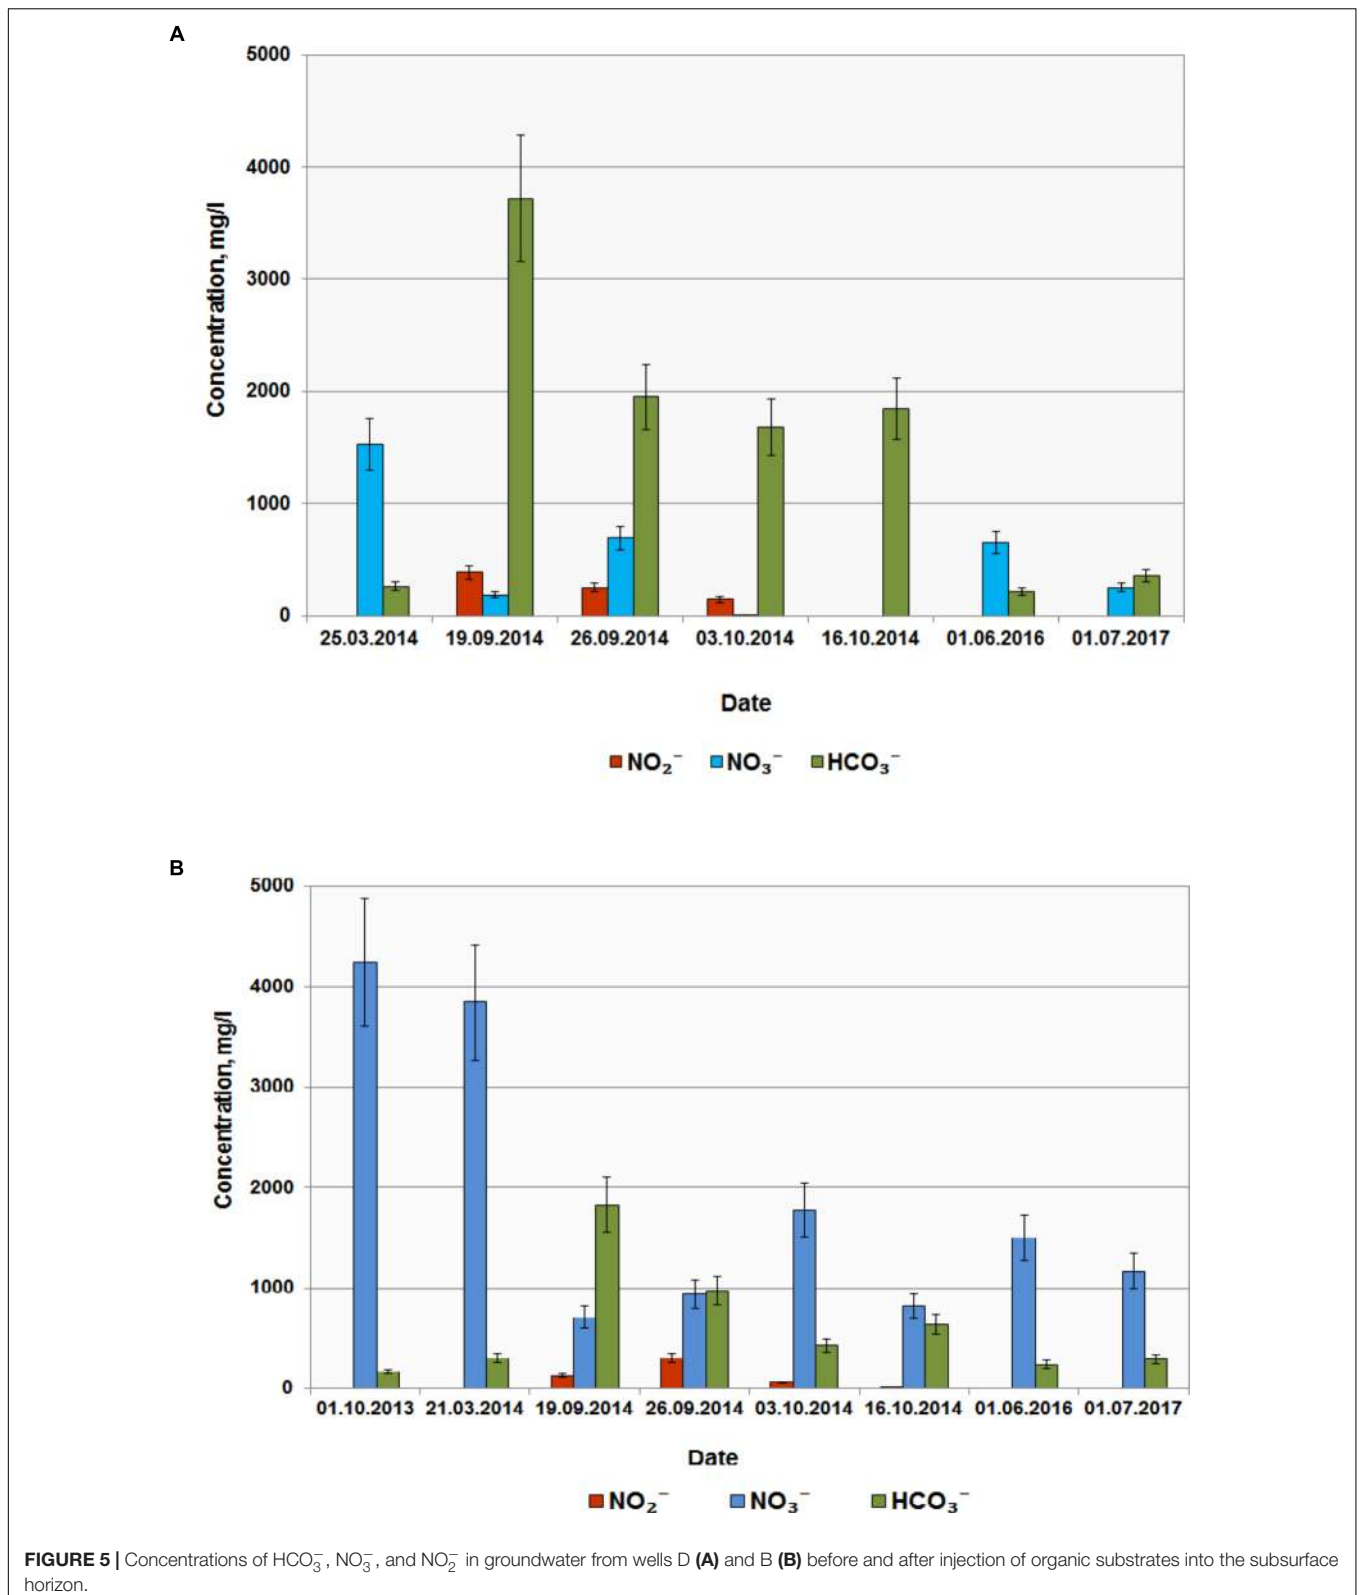 A
5000
4000
3000
2000
1000
0
Concentration, mg/l
25.03.2014 19.09.2014 26.09.2014 03.10.2014 16.10.2014 01.06.2016 01.07.2017
Date
NO₂⁻ NO₃⁻ HCO₃⁻
B
5000
4000
3000
2000
1000
0
Concentration, mg/l
01.10.2013 21.03.2014 19.09.2014 26.09.2014 03.10.2014 16.10.2014 01.06.2016 01.07.2017
Date
NO₂⁻ NO₃⁻ HCO₃⁻
FIGURE 5 | Concentrations of HCO₃⁻, NO₃⁻, and NO₂⁻ in groundwater from wells D (A) and B (B) before and after injection of organic substrates into the subsurface
horizon.